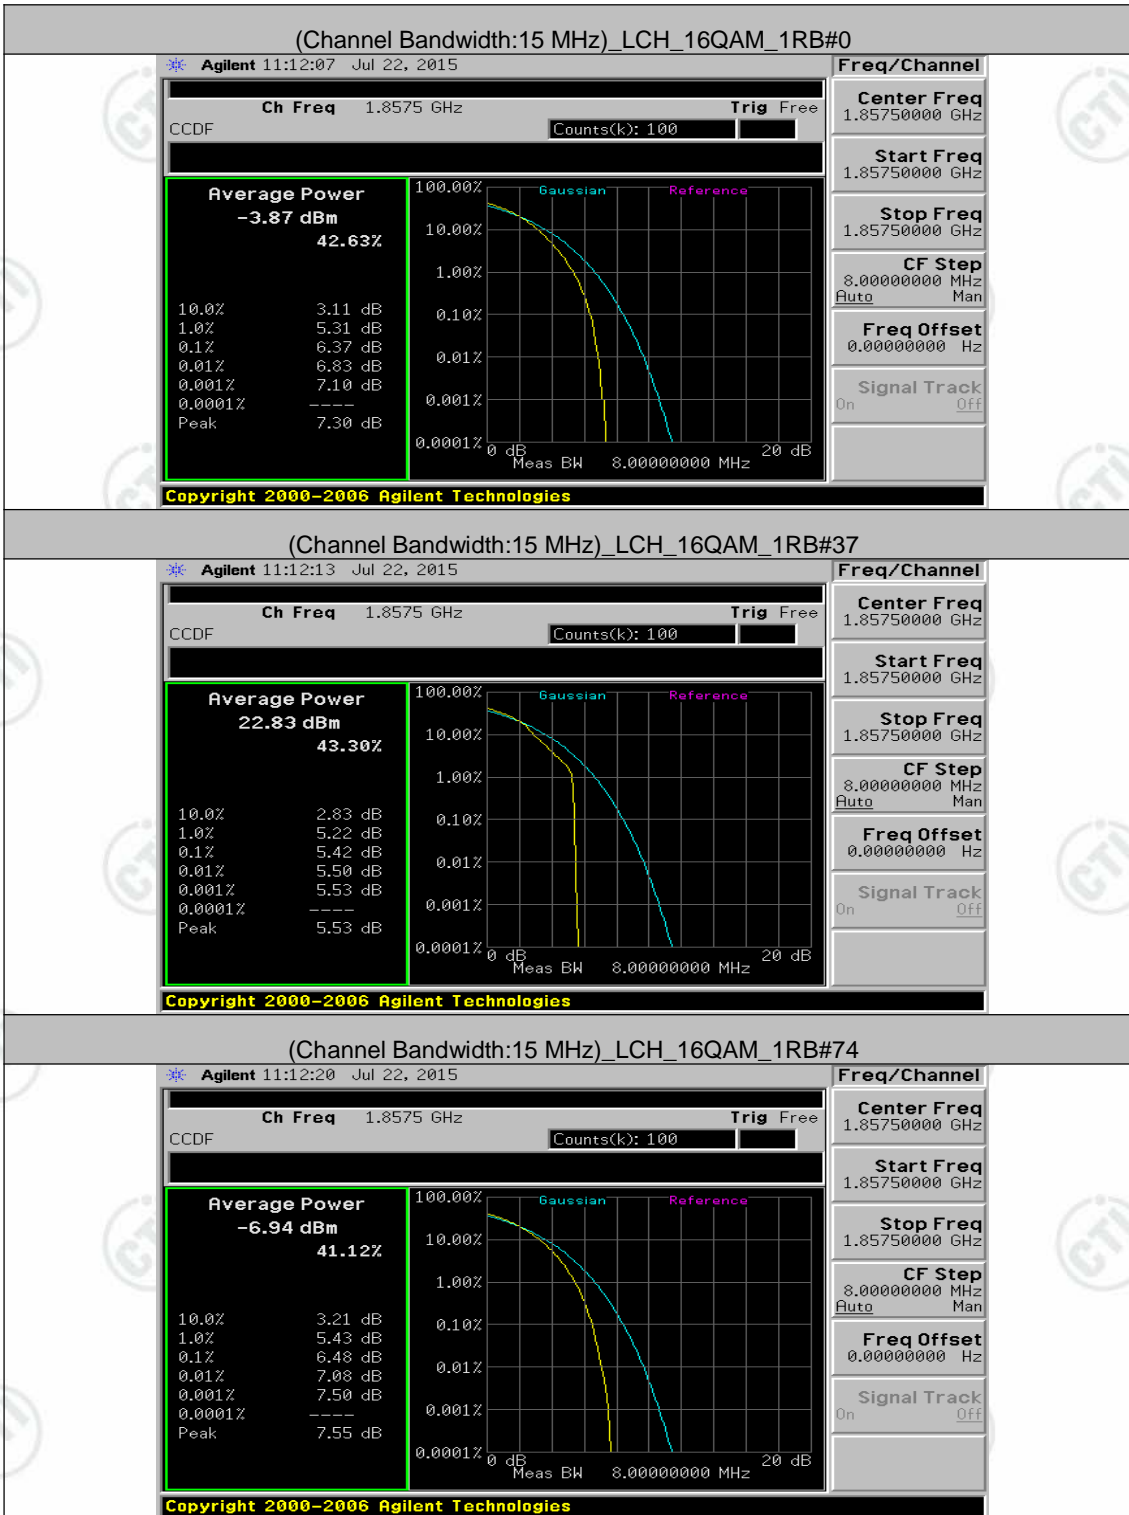 (Channel Bandwidth:15 MHz)_LCH_16QAM_1RB#0
Agilent 11:12:07 Jul 22, 2015
Freq/Channel
Ch Freq 1.8575 GHz Trig Free
CCDF Counts(k): 100
Center Freq
1.85750000 GHz
Start Freq
1.85750000 GHz
Stop Freq
1.85750000 GHz
CF Step
8.00000000 MHz
Auto Man
Freq Offset
0.00000000 Hz
Signal Track
On Off
Average Power
-3.87 dBm
42.63%
10.0% 3.11 dB
1.0% 5.31 dB
0.1% 6.37 dB
0.01% 6.83 dB
0.001% 7.10 dB
0.0001% ----
Peak 7.30 dB
Gaussian Reference
100.00%
10.00%
1.00%
0.10%
0.01%
0.001%
0.0001%
0 dB 20 dB
Meas BW 8.00000000 MHz
Copyright 2000-2006 Agilent Technologies
(Channel Bandwidth:15 MHz)_LCH_16QAM_1RB#37
Agilent 11:12:13 Jul 22, 2015
Freq/Channel
Ch Freq 1.8575 GHz Trig Free
CCDF Counts(k): 100
Center Freq
1.85750000 GHz
Start Freq
1.85750000 GHz
Stop Freq
1.85750000 GHz
CF Step
8.00000000 MHz
Auto Man
Freq Offset
0.00000000 Hz
Signal Track
On Off
Average Power
22.83 dBm
43.30%
10.0% 2.83 dB
1.0% 5.22 dB
0.1% 5.42 dB
0.01% 5.50 dB
0.001% 5.53 dB
0.0001% ----
Peak 5.53 dB
Gaussian Reference
100.00%
10.00%
1.00%
0.10%
0.01%
0.001%
0.0001%
0 dB 20 dB
Meas BW 8.00000000 MHz
Copyright 2000-2006 Agilent Technologies
(Channel Bandwidth:15 MHz)_LCH_16QAM_1RB#74
Agilent 11:12:20 Jul 22, 2015
Freq/Channel
Ch Freq 1.8575 GHz Trig Free
CCDF Counts(k): 100
Center Freq
1.85750000 GHz
Start Freq
1.85750000 GHz
Stop Freq
1.85750000 GHz
CF Step
8.00000000 MHz
Auto Man
Freq Offset
0.00000000 Hz
Signal Track
On Off
Average Power
-6.94 dBm
41.12%
10.0% 3.21 dB
1.0% 5.43 dB
0.1% 6.48 dB
0.01% 7.08 dB
0.001% 7.50 dB
0.0001% ----
Peak 7.55 dB
Gaussian Reference
100.00%
10.00%
1.00%
0.10%
0.01%
0.001%
0.0001%
0 dB 20 dB
Meas BW 8.00000000 MHz
Copyright 2000-2006 Agilent Technologies
CTI
CTI
CTI
CTI
CTI
CTI
CTI
CTI